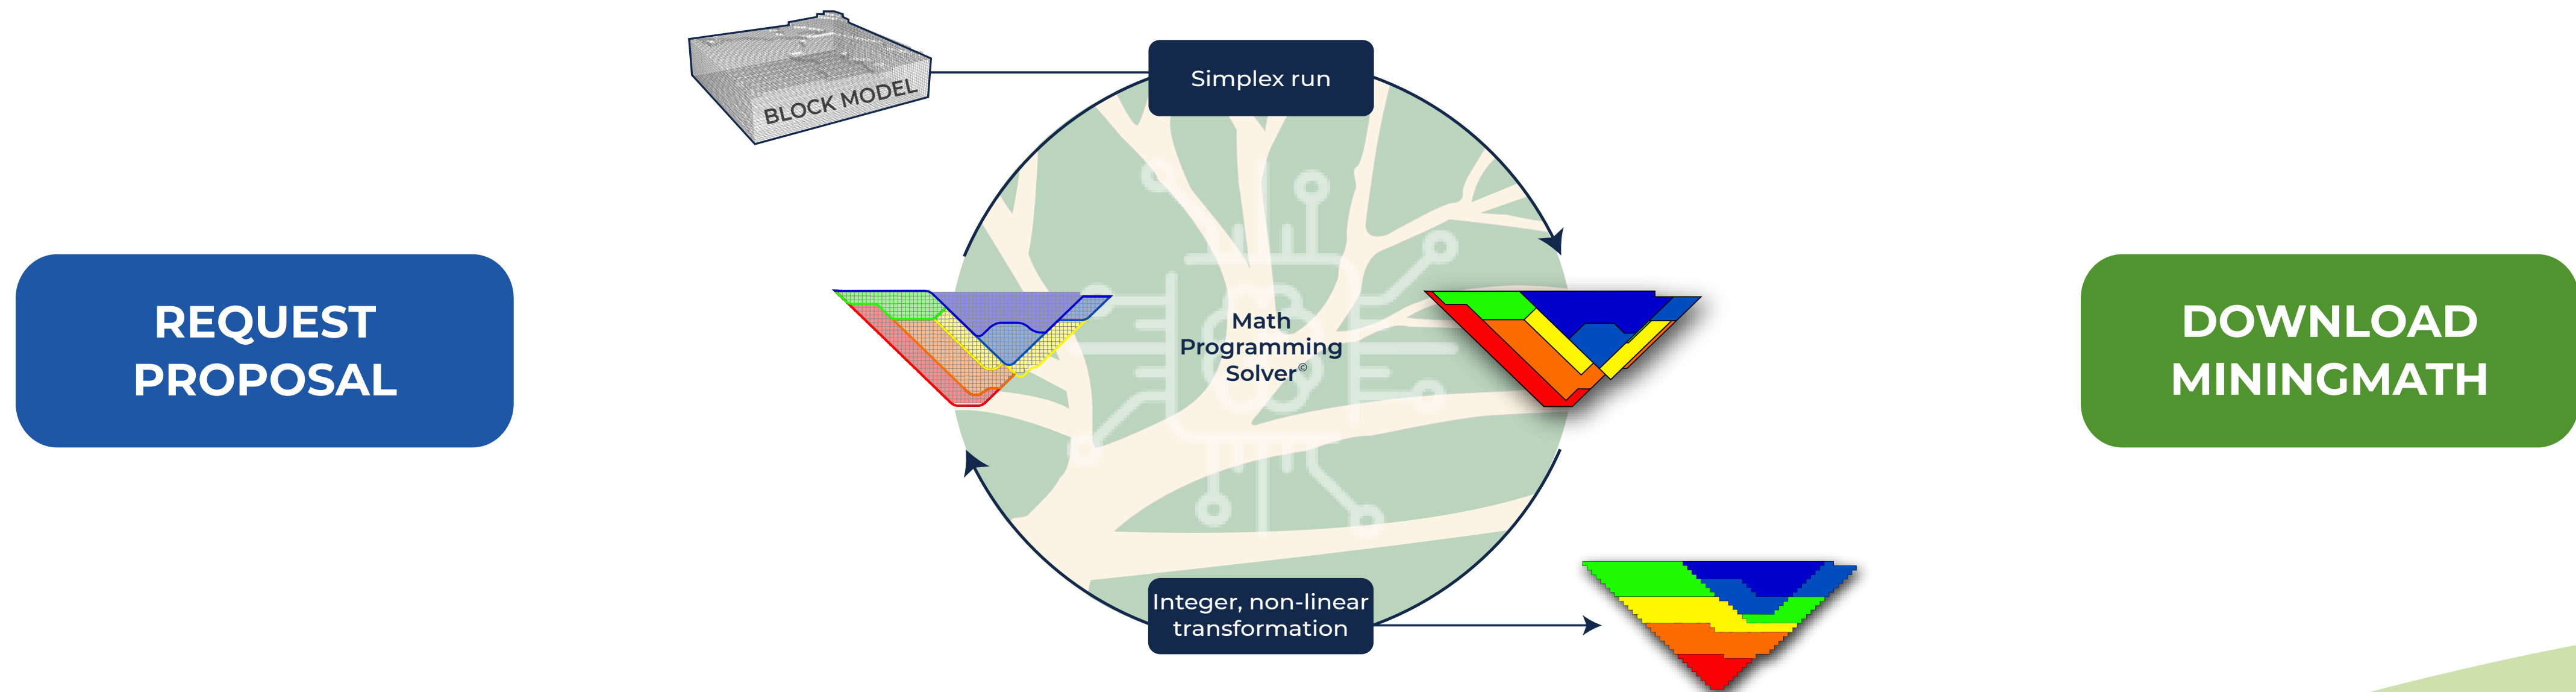 BLOCK MODEL
Simplex run
REQUEST
PROPOSAL
Math
Programming
Solver©
DOWNLOAD
MININGMATH
Integer, non-linear
transformation